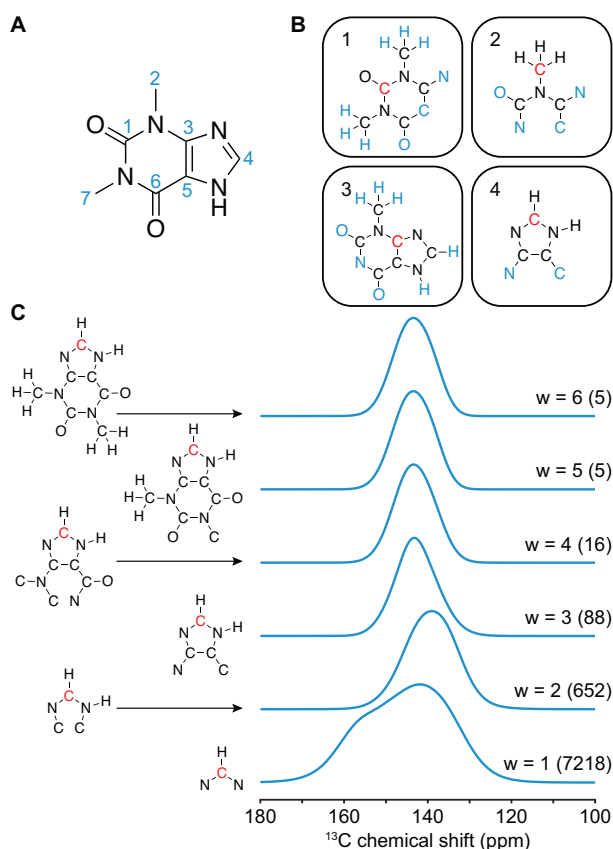 A
2
O
1
N
3
N
4
5
N
H
6
N
7
O
B
1
H
H C H
O N N
C C
H N C
H C C
H O
2
H
H C H
O N N
C C
N C
3
H
H C H
O N N
C C C H
N C N
C H
O
4
H
C
N N H
C C
N C
C
H
C
N N H
C C
H
H C N C O
H C N
O C H
H H
w = 6 (5)
H
C
N N H
C C
H
H C N C O
H C N
O C
w = 5 (5)
H
C
N N H
C C
C N C O
C N
w = 4 (16)
H
C
N N H
C C
N C
w = 3 (88)
H
C
N N H
C C
w = 2 (652)
H
C
N N
w = 1 (7218)
180 160 140 120 100
13C chemical shift (ppm)